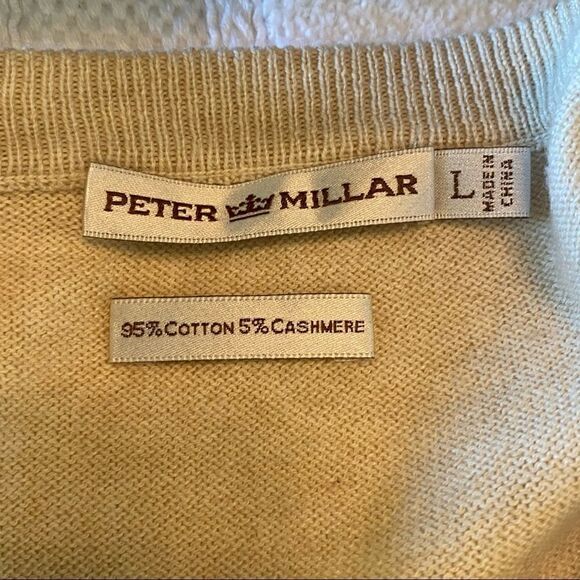 PETER MILLAR
L
MADE IN
CHINA
95% COTTON 5% CASHMERE